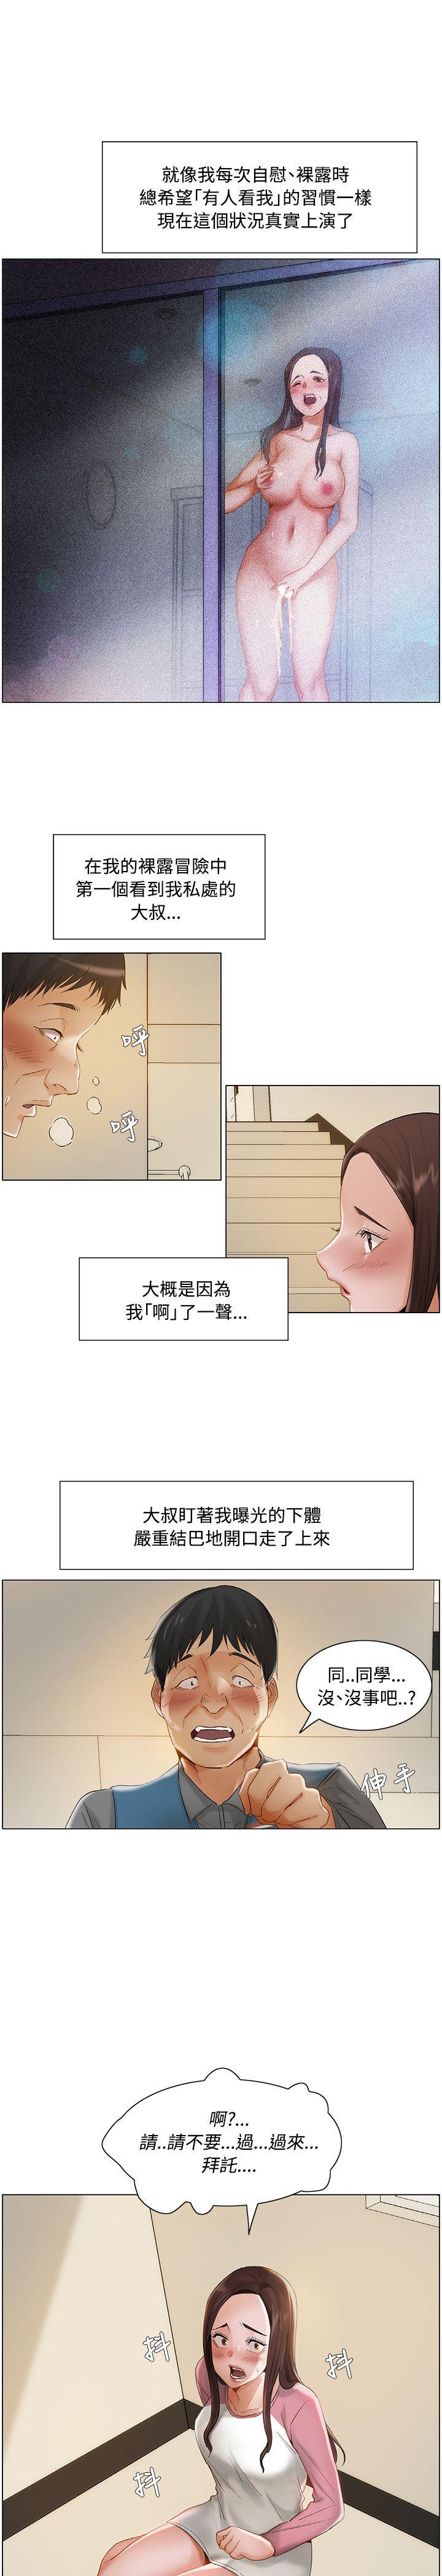 就像我每次自慰、裸露時
總希望「有人看我」的習慣一樣
現在這個狀況真實上演了
在我的裸露冒險中
第一個看到我私處的
大叔...
呼
呼
大概是因為
我「啊」了一聲...
大叔盯著我曝光的下體
嚴重結巴地開口走了上來
同..同學...
沒、沒事吧..?
伸手
啊?...
請..請不要...過...過來...
拜託....
抖
抖
抖